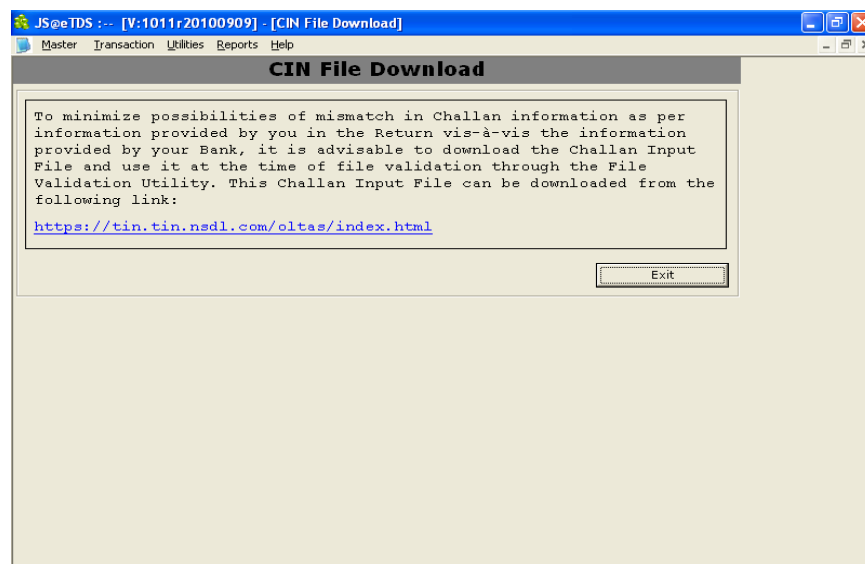 JS@eTDS :-- [V:1011r20100909] - [CIN File Download]
Master Transaction Utilities Reports Help
CIN File Download
To minimize possibilities of mismatch in Challan information as per
information provided by you in the Return vis-à-vis the information
provided by your Bank, it is advisable to download the Challan Input
File and use it at the time of file validation through the File
Validation Utility. This Challan Input File can be downloaded from the
following link:
https://tin.tin.nsdl.com/oltas/index.html
Exit